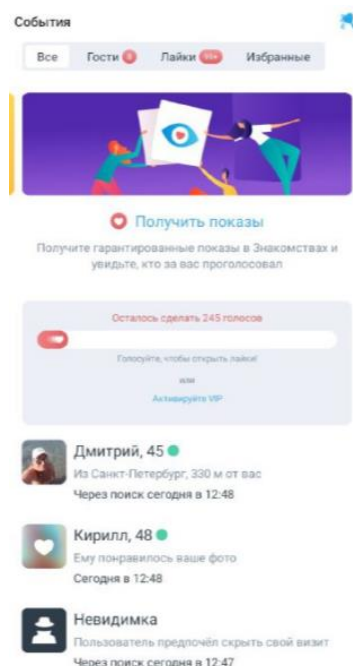 События
Все Гости 8 Лайки 99+ Избранные
Получить показы
Получите гарантированные показы в Знакомствах и
увидьте, кто за вас проголосовал
Осталось сделать 245 голосов
Голосуйте, чтобы открыть лайки!
или
Активируйте VIP
Дмитрий, 45
Из Санкт-Петербург, 330 м от вас
Через поиск сегодня в 12:48
Кирилл, 48
Ему понравилось ваше фото
Сегодня в 12:48
Невидимка
Пользователь предпочёл скрыть свой визит
Через поиск сегодня в 12:47